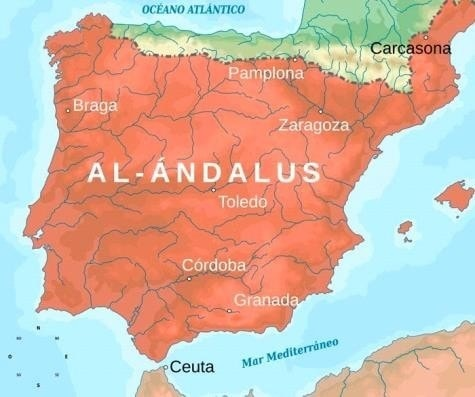 OCÉANO ATLÁNTICO
Carcasona
Pamplona
Braga
Zaragoza
AL-ÁNDALUS
Toledo
Córdoba
Granada
N
O E
S
Mar Mediterráneo
Ceuta